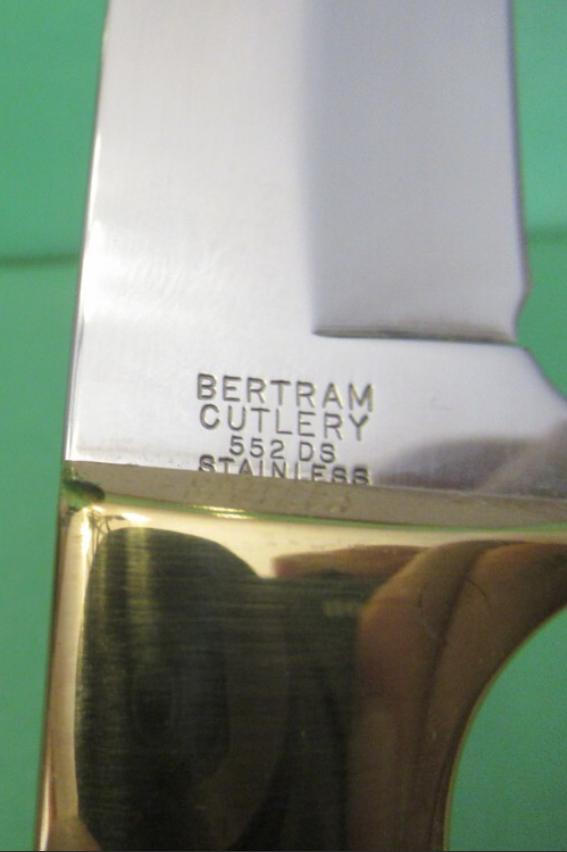 BERTRAM
CUTLERY
552 DS
STAINLESS